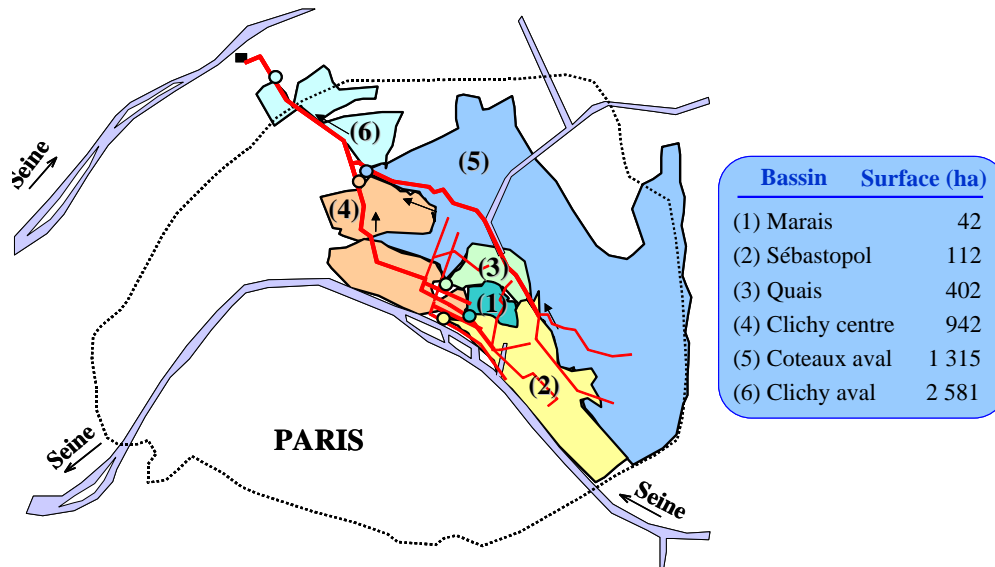 Seine
(6)
(5)
(4)
(3)
(1)
(2)
PARIS
Seine
Seine
Bassin Surface (ha)
(1) Marais 42
(2) Sébastopol 112
(3) Quais 402
(4) Clichy centre 942
(5) Coteaux aval 1 315
(6) Clichy aval 2 581